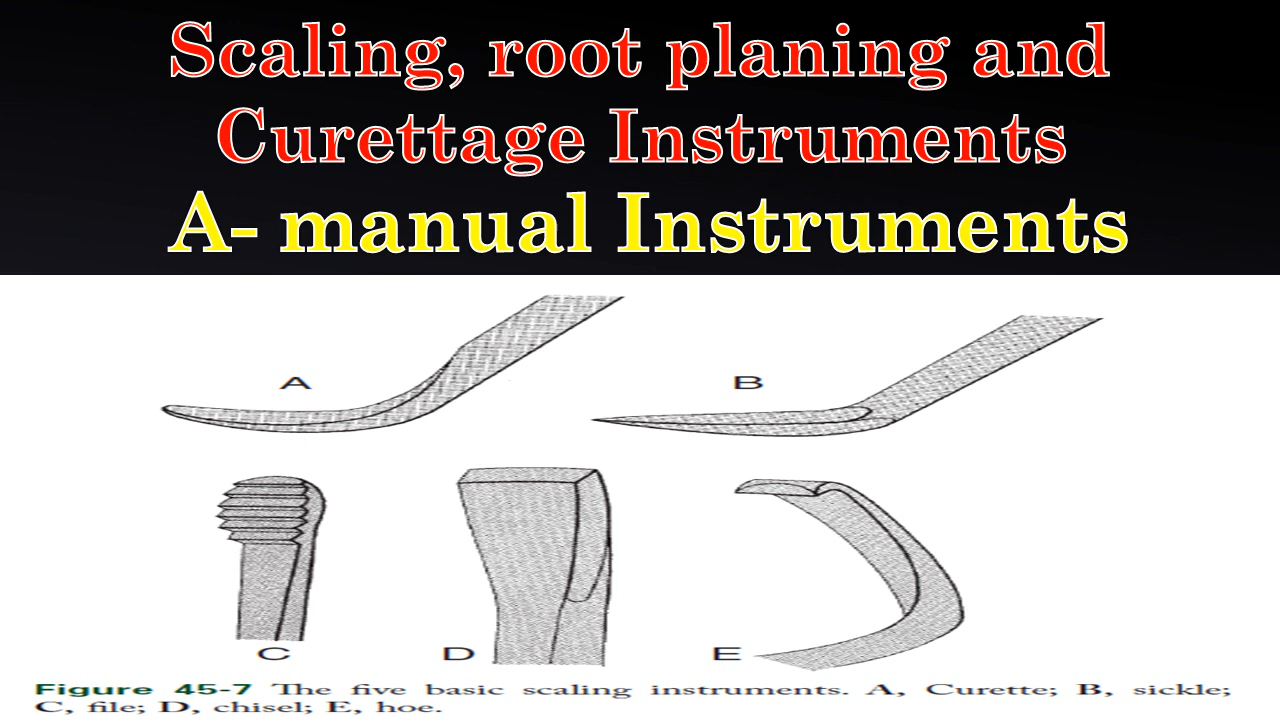 Scaling, root planing and
Curettage Instruments
A- manual Instruments
A
B
C
D
E
Figure 45-7 The five basic scaling instruments. A, Curette; B, sickle;
C, file; D, chisel; E, hoe.